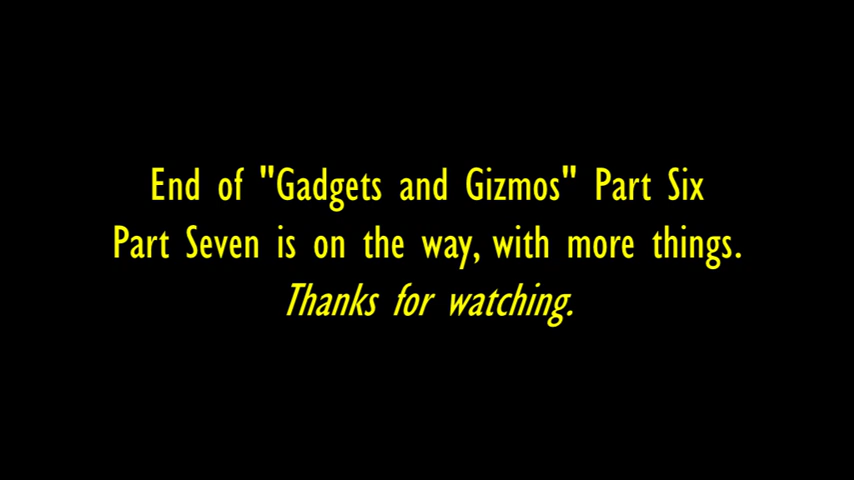 End of "Gadgets and Gizmos" Part Six
Part Seven is on the way, with more things.
Thanks for watching.